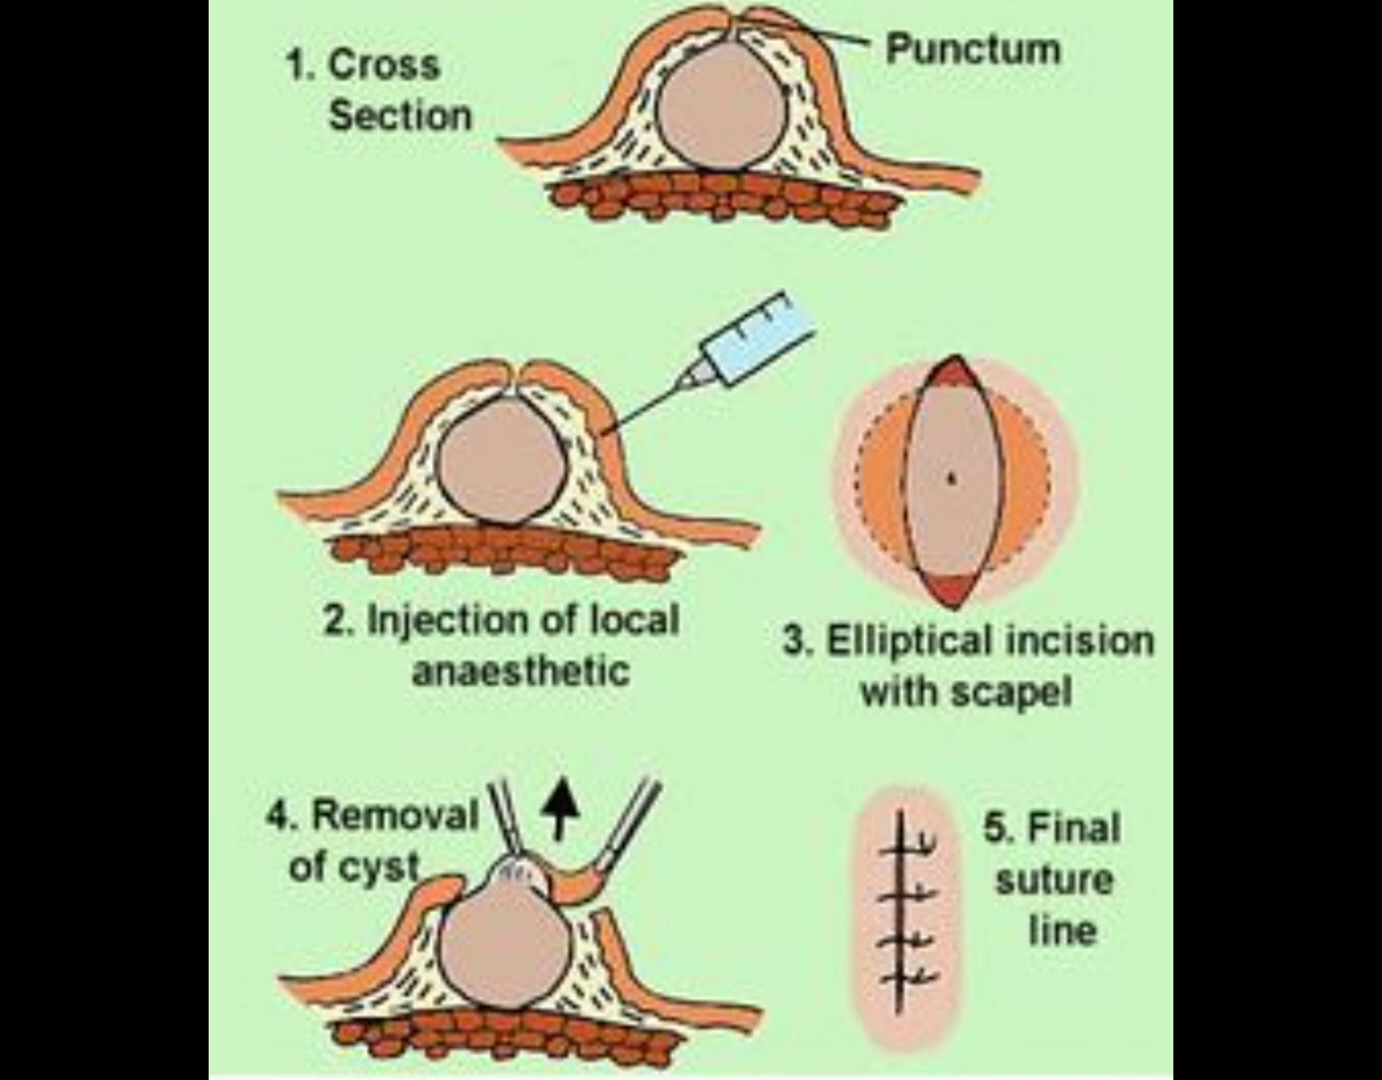 1. Cross
Section
Punctum
2. Injection of local
anaesthetic
3. Elliptical incision
with scapel
4. Removal
of cyst
5. Final
suture
line